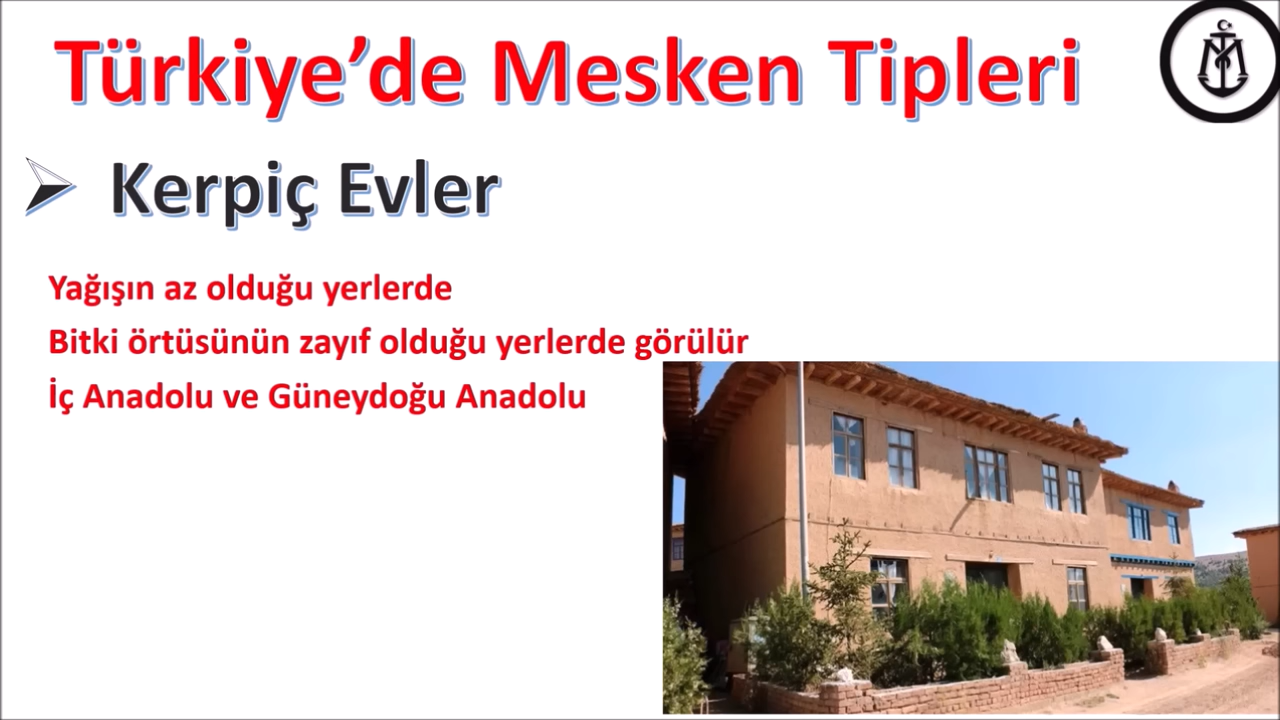 Türkiye’de Mesken Tipleri
Kerpiç Evler
Yağışın az olduğu yerlerde
Bitki örtüsünün zayıf olduğu yerlerde görülür
İç Anadolu ve Güneydoğu Anadolu